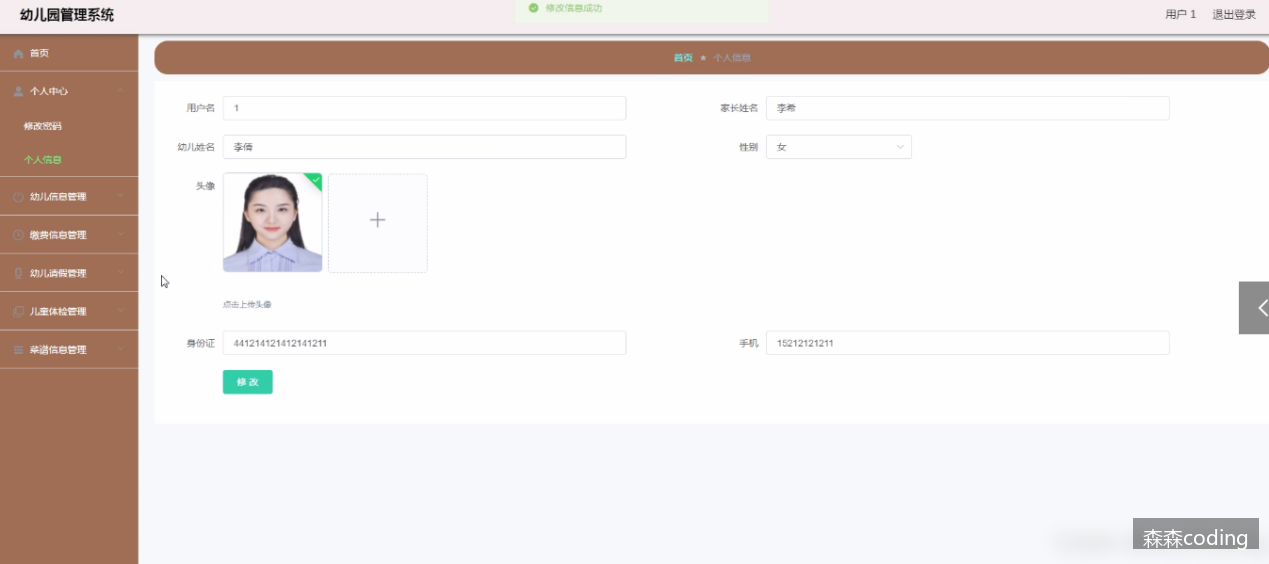 幼儿园管理系统
修改信息成功
用户 1
退出登录
首页
个人中心
修改密码
个人信息
幼儿信息管理
缴费信息管理
幼儿请假管理
儿童体检管理
菜谱信息管理
首页 个人信息
用户名 1
家长姓名 李希
幼儿姓名 李倩
性别 女
头像
点击上传头像
身份证 441214121412141211
手机 15212121211
修改
森森coding